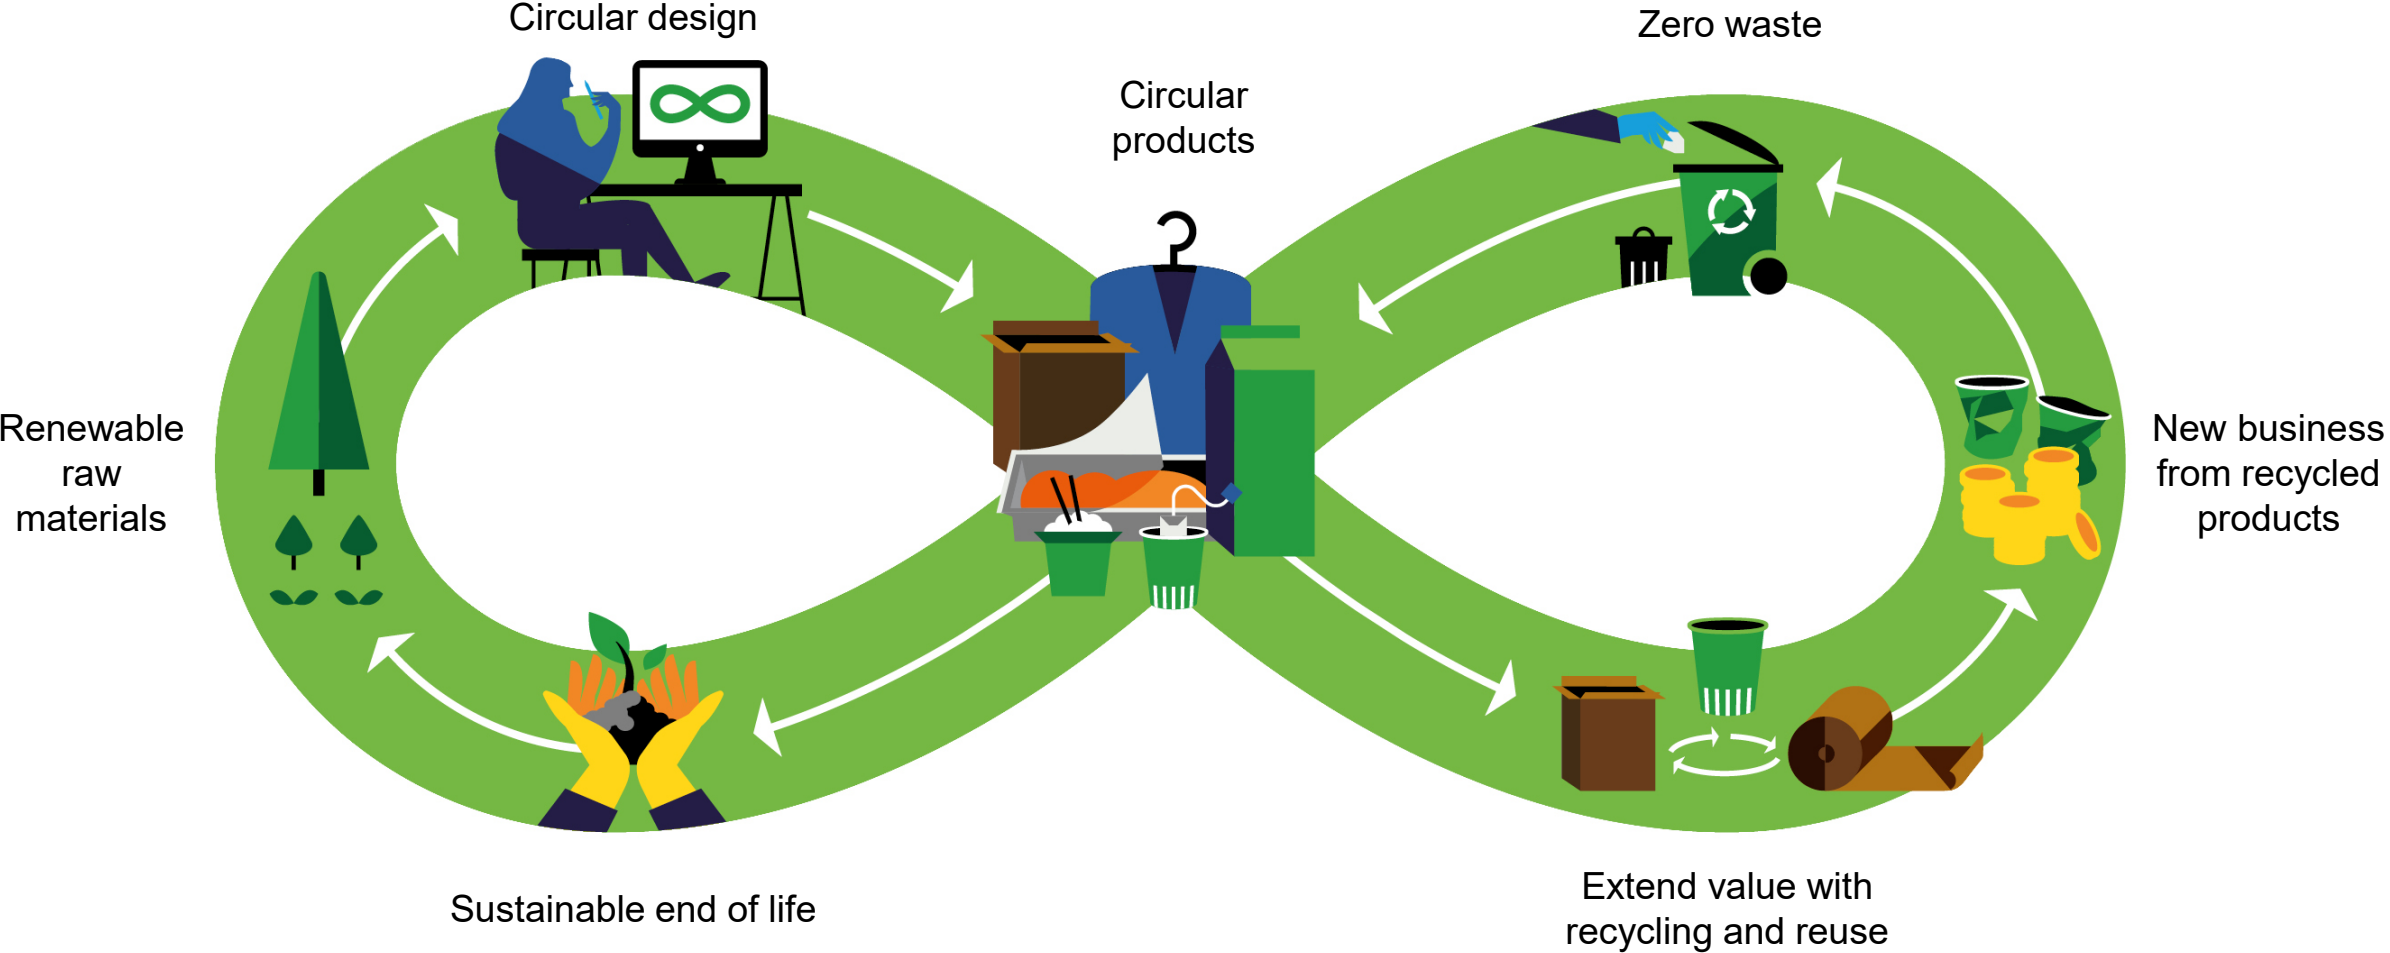 Circular design
Zero waste
Circular
products
Renewable
raw
materials
New business
from recycled
products
Sustainable end of life
Extend value with
recycling and reuse